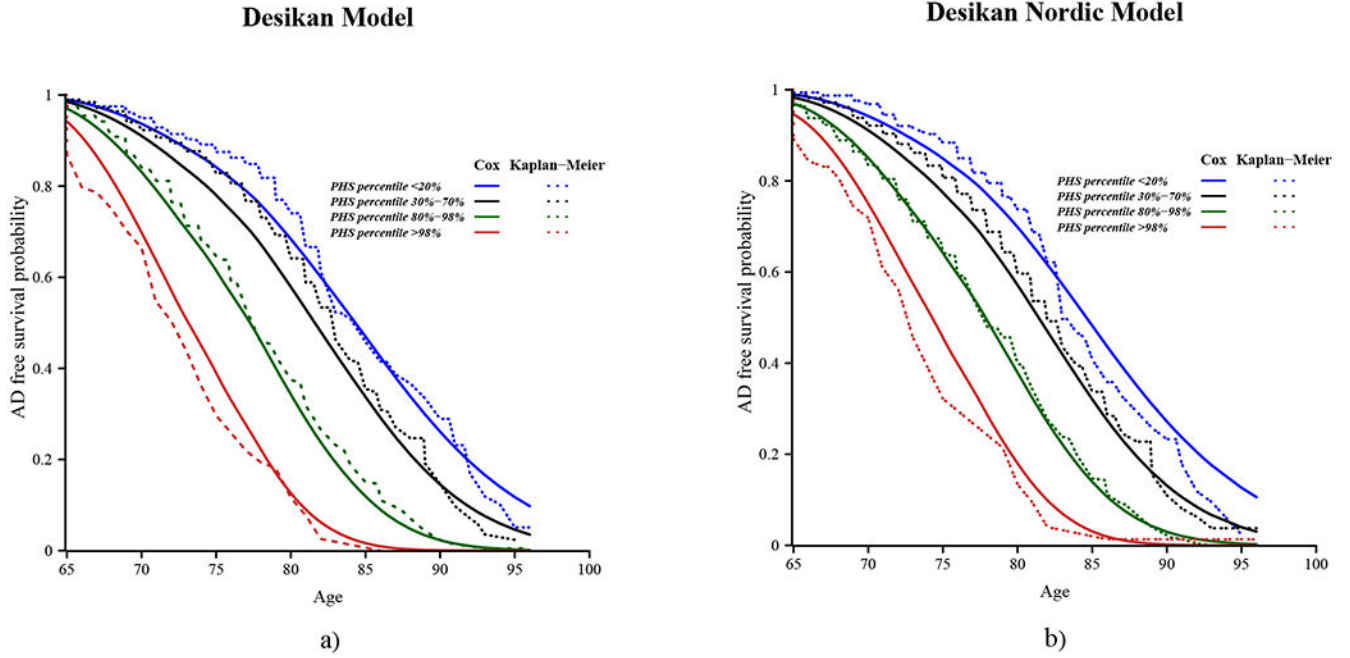 Desikan Model
1
0.8
0.6
0.4
0.2
0
AD free survival probability
65 70 75 80 85 90 95 100
Age
Cox Kaplan−Meier
PHS percentile <20%
PHS percentile 30%−70%
PHS percentile 80%−98%
PHS percentile >98%
a)
Desikan Nordic Model
1
0.8
0.6
0.4
0.2
0
AD free survival probability
65 70 75 80 85 90 95 100
Age
Cox Kaplan−Meier
PHS percentile <20%
PHS percentile 30%−70%
PHS percentile 80%−98%
PHS percentile >98%
b)